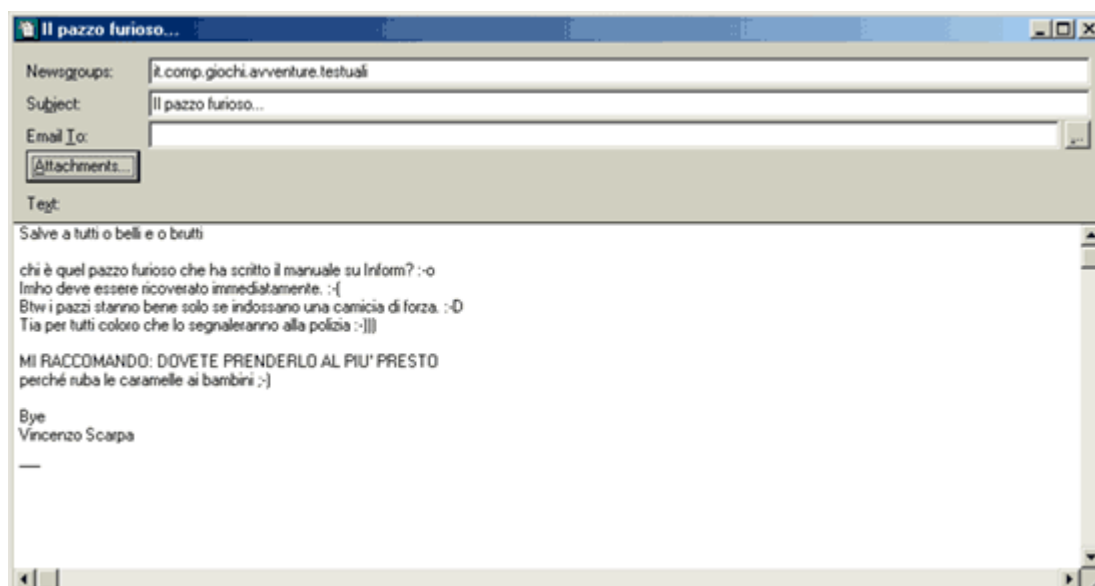 Il pazzo furioso...
Newsgroups: it.comp.giochi.avventure.testuali
Subject: Il pazzo furioso...
Email To:
...
Attachments...
Text:
Salve a tutti o belli e o brutti
chi è quel pazzo furioso che ha scritto il manuale su Inform? :-o
Imho deve essere ricoverato immediatamente. :-(
Btw i pazzi stanno bene solo se indossano una camicia di forza. :-D
Tia per tutti coloro che lo segnaleranno alla polizia :-)))
MI RACCOMANDO: DOVETE PRENDERLO AL PIU' PRESTO
perché ruba le caramelle ai bambini ;-)
Bye
Vincenzo Scarpa
__